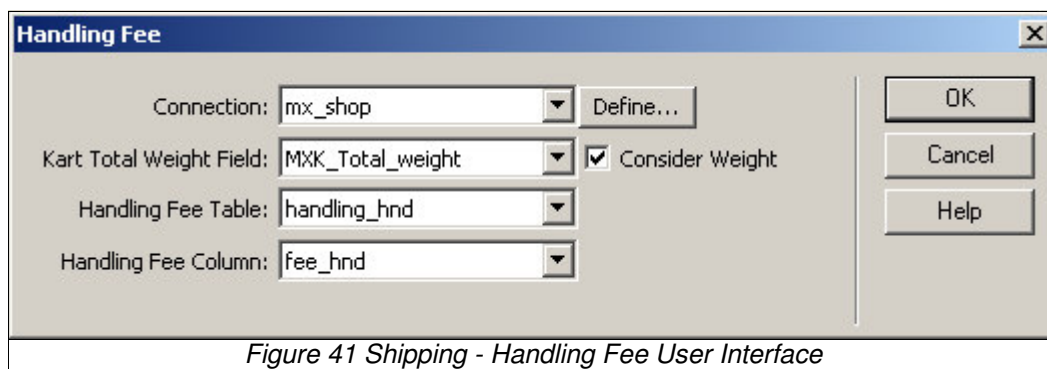 Handling Fee
Connection: mx_shop Define... OK
Kart Total Weight Field: MXK_Total_weight Consider Weight Cancel
Handling Fee Table: handling_hnd Help
Handling Fee Column: fee_hnd
Figure 41 Shipping - Handling Fee User Interface